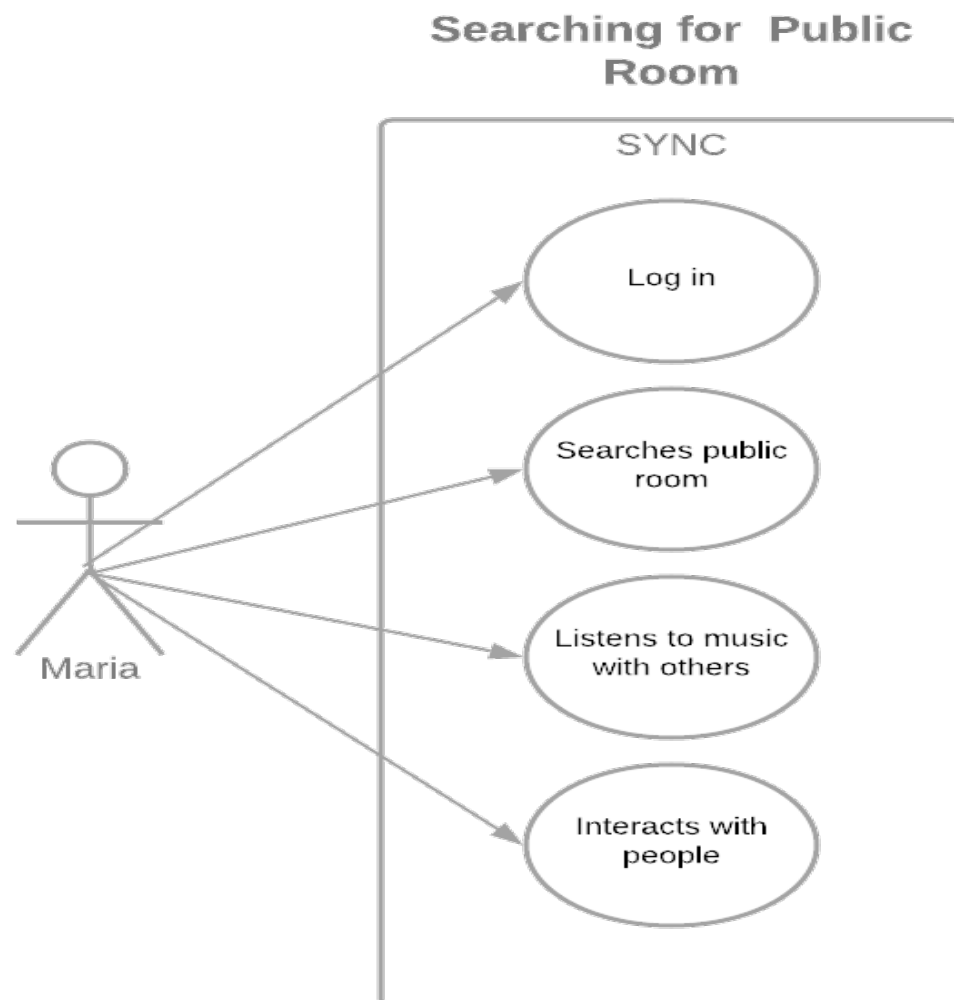 Searching for Public
Room
SYNC
Log in
Searches public
room
Listens to music
with others
Maria
Interacts with
people